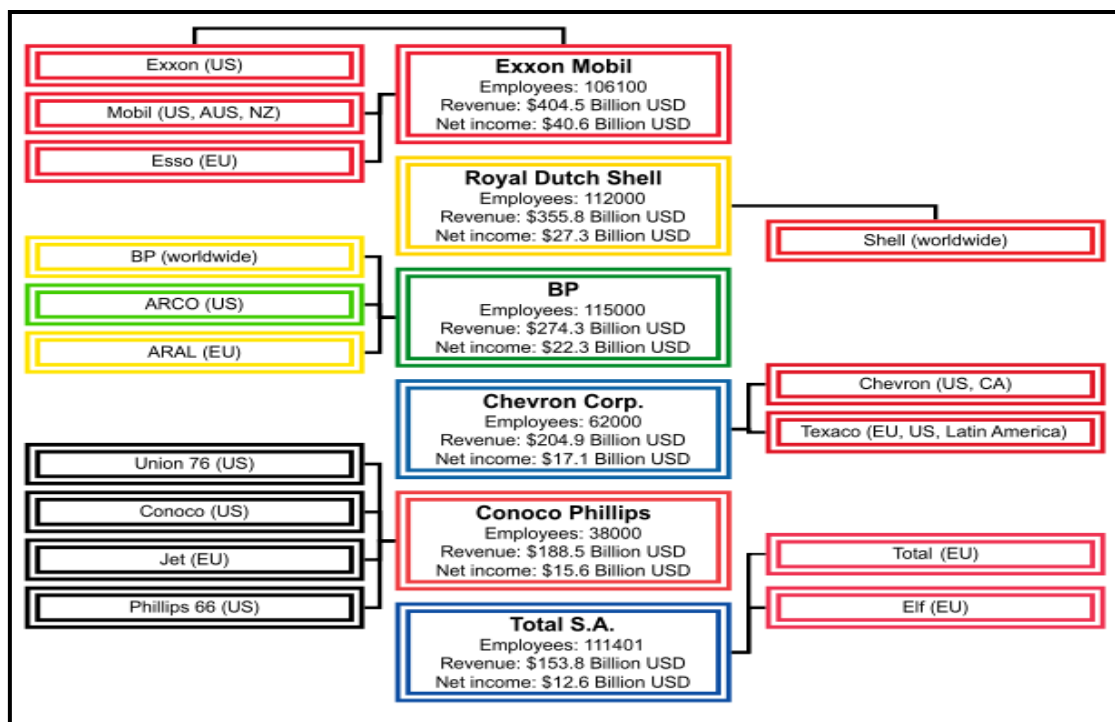 Exxon (US)
Mobil (US, AUS, NZ)
Esso (EU)
Exxon Mobil
Employees: 106100
Revenue: $404.5 Billion USD
Net income: $40.6 Billion USD
Royal Dutch Shell
Employees: 112000
Revenue: $355.8 Billion USD
Net income: $27.3 Billion USD
Shell (worldwide)
BP (worldwide)
ARCO (US)
ARAL (EU)
BP
Employees: 115000
Revenue: $274.3 Billion USD
Net income: $22.3 Billion USD
Chevron Corp.
Employees: 62000
Revenue: $204.9 Billion USD
Net income: $17.1 Billion USD
Chevron (US, CA)
Texaco (EU, US, Latin America)
Union 76 (US)
Conoco (US)
Jet (EU)
Phillips 66 (US)
Conoco Phillips
Employees: 38000
Revenue: $188.5 Billion USD
Net income: $15.6 Billion USD
Total S.A.
Employees: 111401
Revenue: $153.8 Billion USD
Net income: $12.6 Billion USD
Total (EU)
Elf (EU)